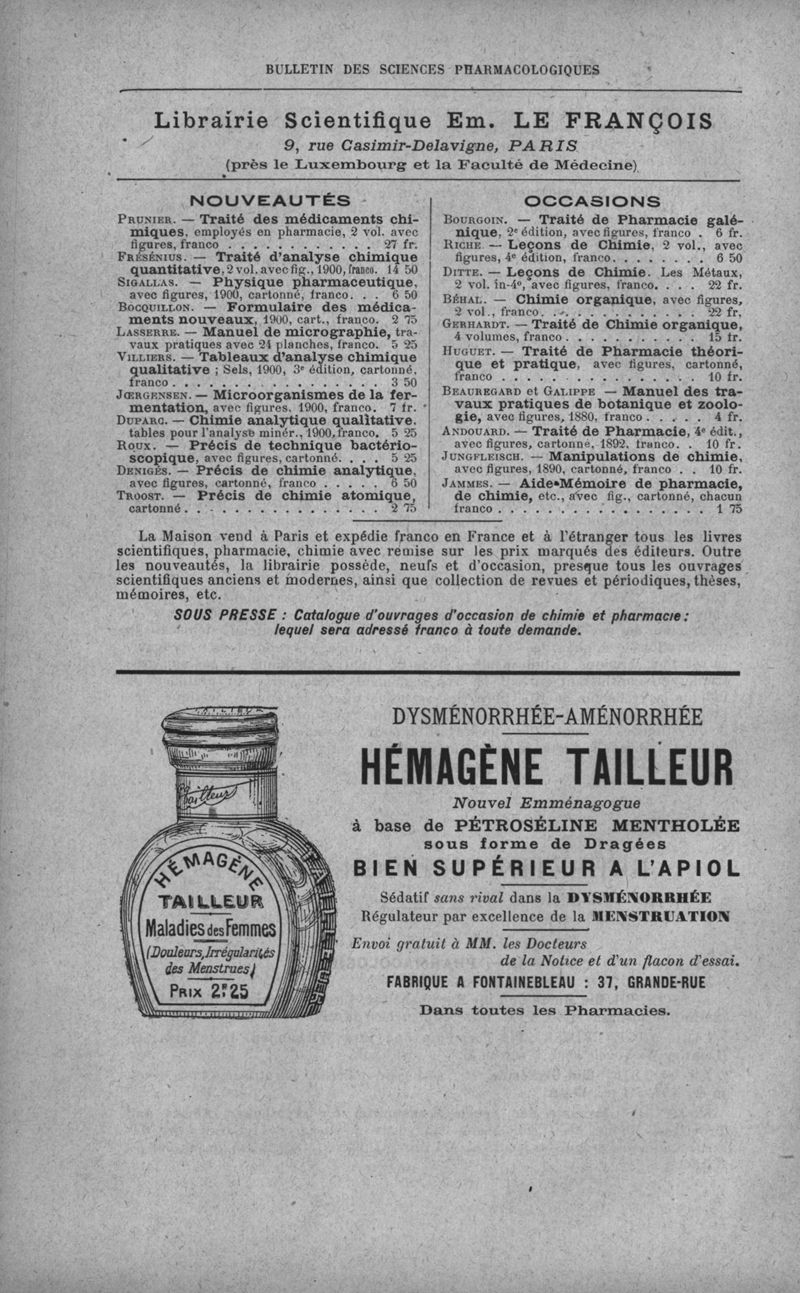 BULLETIN DES SCIENCES PHARMACOLOGIQUES
Librairie Scientifique Em. LE FRANÇOIS
9, rue Casimir-Delavigne, PARIS
(près le Luxembourg et la Faculté de Médecine)
NOUVEAUTÉS
PRUNIER. — Traité des médicaments chi-
miques, employés en pharmacie, 2 vol. avec
figures, franco . . . . . . . . . . . . 27 fr.
FRÉSÉNIUS. — Traité d'analyse chimique
quantitative, 2 vol. avec fig., 1900, franco. 14 50
SIGALLAS. — Physique pharmaceutique,
avec figures, 1900, cartonné, franco. . . 6 50
BOCQUILLON. — Formulaire des médica-
ments nouveaux, 1900, cart., franco. 2 75
LASSERRE. — Manuel de micrographie, tra-
vaux pratiques avec 24 planches, franco. 5 25
VILLIERS. — Tableaux d'analyse chimique
qualitative ; Sels, 1900, 3e édition, cartonné,
franco . . . . . . . . . . . . . . . . 3 50
JŒRGENSEN. — Microorganismes de la fer-
mentation, avec figures, 1900, franco. 7 fr.
DUPARC. — Chimie analytique qualitative,
tables pour l'analyse minér., 1900, franco. 5 25
ROUX. — Précis de technique bactério-
scopique, avec figures, cartonné. . . . 5 25
DENIGÈS. — Précis de chimie analytique,
avec figures, cartonné, franco . . . . . 6 50
TROOST. — Précis de chimie atomique,
cartonné . . . . . . . . . . . . . . . 2 75
OCCASIONS
BOURGOIN. — Traité de Pharmacie galé-
nique, 2e édition, avec figures, franco . 6 fr.
RICHE — Leçons de Chimie, 2 vol., avec
figures, 4e édition, franco. . . . . . . . 6 50
DITTE. — Leçons de Chimie. Les Métaux,
2 vol. in-4o, avec figures, franco. . . . 22 fr.
BÉHAL. — Chimie organique, avec figures,
2 vol., franco. . . . . . . . . . . . . 22 fr.
GERHARDT. — Traité de Chimie organique,
4 volumes, franco . . . . . . . . . . . 15 fr.
HUGUET. — Traité de Pharmacie théori-
que et pratique, avec figures, cartonné,
franco . . . . . . . . . . . . . . . . 10 fr.
BEAUREGARD et GALIPPE — Manuel des tra-
vaux pratiques de botanique et zoolo-
gie, avec figures, 1880, franco . . . . . . 4 fr.
ANDOUARD. — Traité de Pharmacie, 4e édit.,
avec figures, cartonné, 1892, franco. . 10 fr.
JUNGFLEISCH. — Manipulations de chimie,
avec figures, 1890, cartonné, franco . . 10 fr.
JAMMES. — Aide-Mémoire de pharmacie,
de chimie, etc., avec fig., cartonné, chacun
franco . . . . . . . . . . . . . . . . 1 75
La Maison vend à Paris et expédie franco en France et à l'étranger tous les livres
scientifiques, pharmacie, chimie avec remise sur les prix marqués des éditeurs. Outre
les nouveautés, la librairie possède, neufs et d'occasion, presque tous les ouvrages
scientifiques anciens et modernes, ainsi que collection de revues et périodiques, thèses,
mémoires, etc.
SOUS PRESSE : Catalogue d'ouvrages d'occasion de chimie et pharmacie :
lequel sera adressé franco à toute demande.
Tailleur
HÉMAGÈNE
TAILLEUR
Maladies des Femmes
(Douleurs, Irrégularités
des Menstrues)
PRIX 2F 25
TAILLEUR
DYSMÉNORRHÉE-AMÉNORRHÉE
HÉMAGÈNE TAILLEUR
Nouvel Emménagogue
à base de PÉTROSÉLINE MENTHOLÉE
sous forme de Dragées
BIEN SUPÉRIEUR A L'APIOL
Sédatif sans rival dans la DYSMÉNORRHÉE
Régulateur par excellence de la MENSTRUATION
Envoi gratuit à MM. les Docteurs
de la Notice et d'un flacon d'essai.
FABRIQUE A FONTAINEBLEAU : 37, GRANDE-RUE
Dans toutes les Pharmacies.